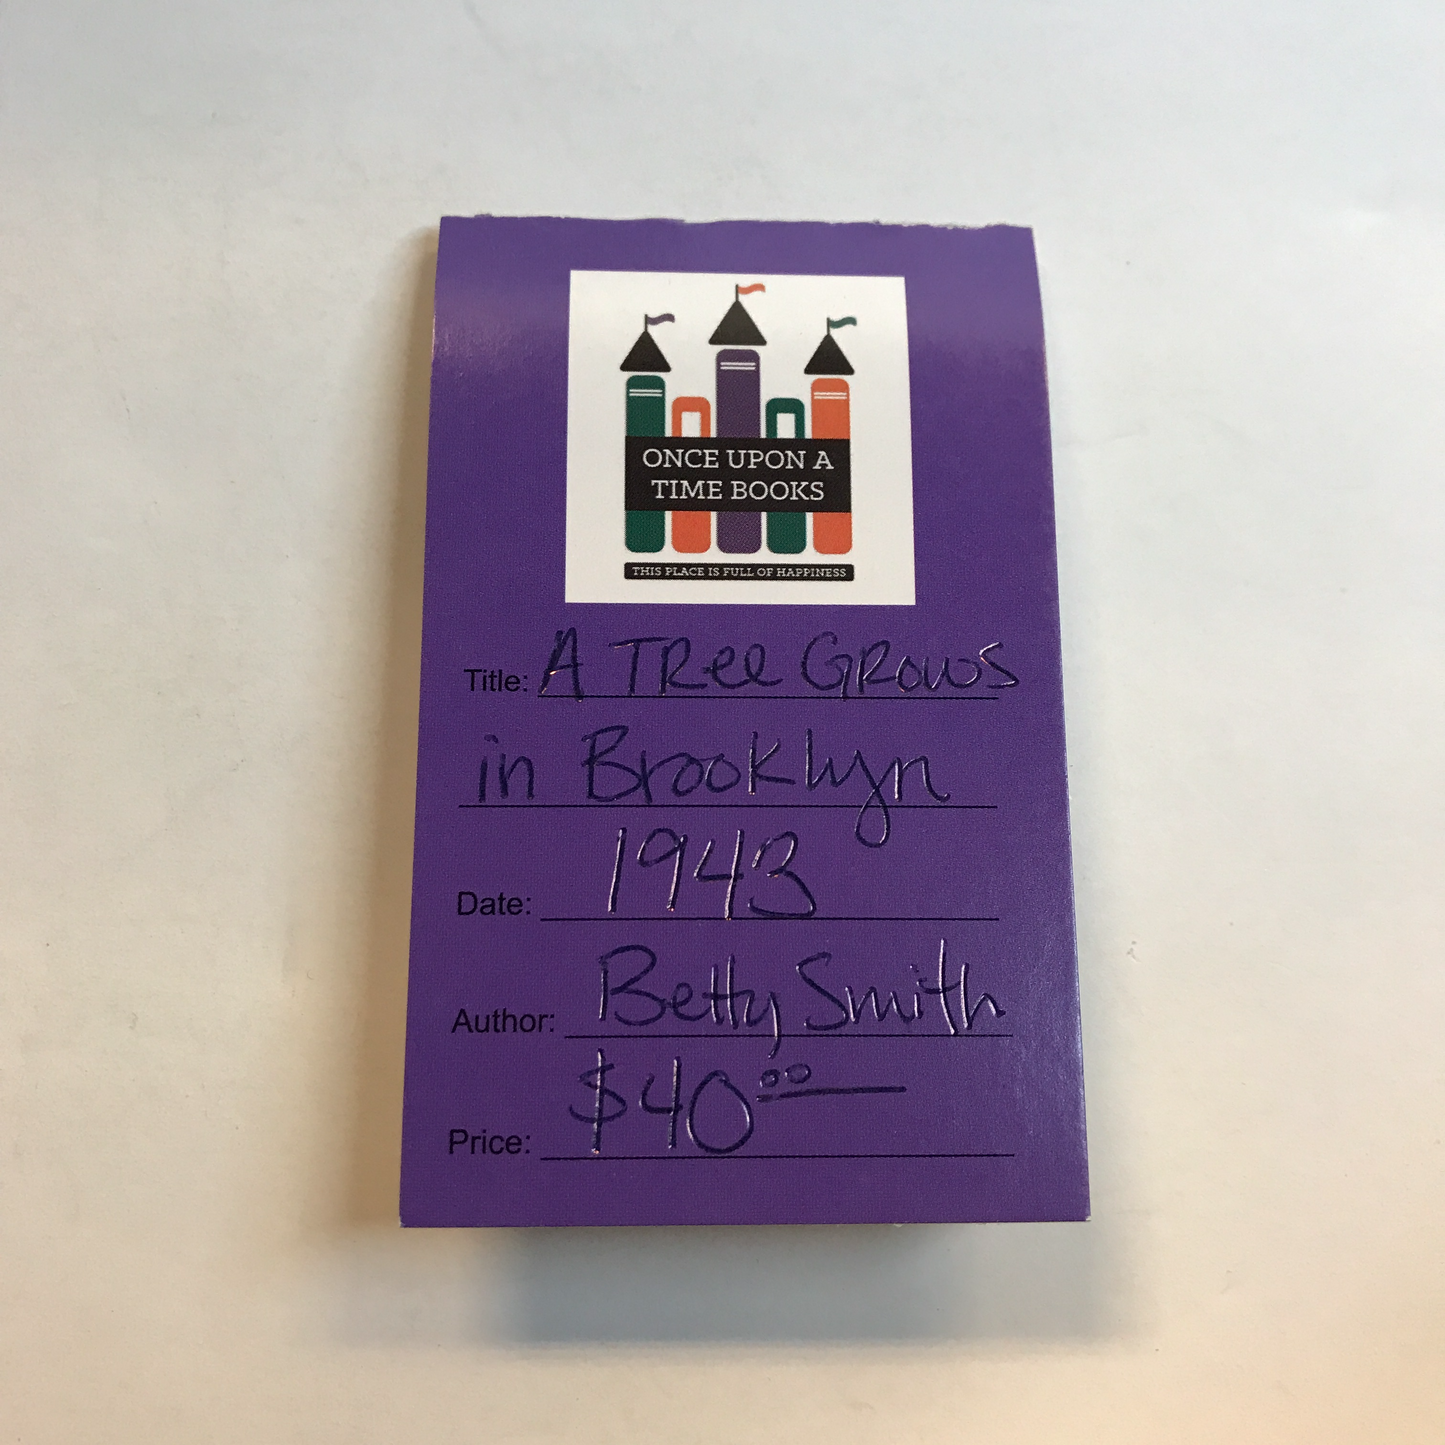 ONCE UPON A
TIME BOOKS
THIS PLACE IS FULL OF HAPPINESS
Title: A TRee GRows
in Brooklyn
Date: 1943
Author: Betty Smith
Price: $40.00